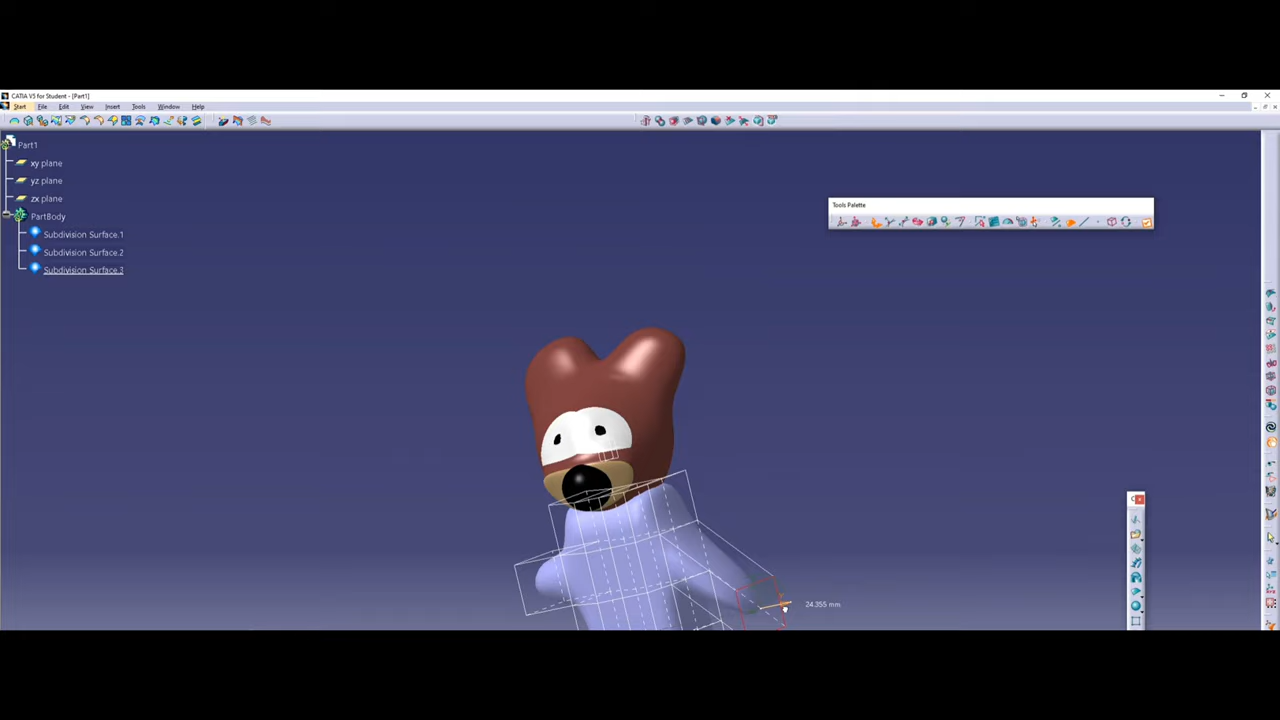 CATIA V5 for Student - [Part1]
Start File Edit View Insert Tools Window Help
Part1
xy plane
yz plane
zx plane
PartBody
Subdivision Surface.1
Subdivision Surface.2
Subdivision Surface.3
Tools Palette
24.355 mm